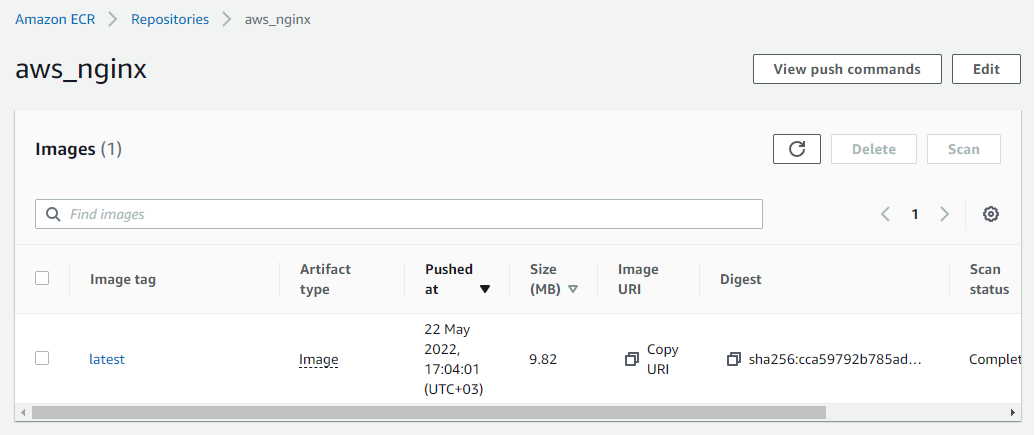 Amazon ECR > Repositories > aws_nginx
aws_nginx
View push commands
Edit
Images (1)
Delete
Scan
Find images
1
Image tag
Artifact
type
Pushed
at
Size
(MB)
Image
URI
Digest
Scan
status
latest
Image
22 May
2022,
17:04:01
(UTC+03)
9.82
Copy
URI
sha256:cca59792b785ad...
Complet